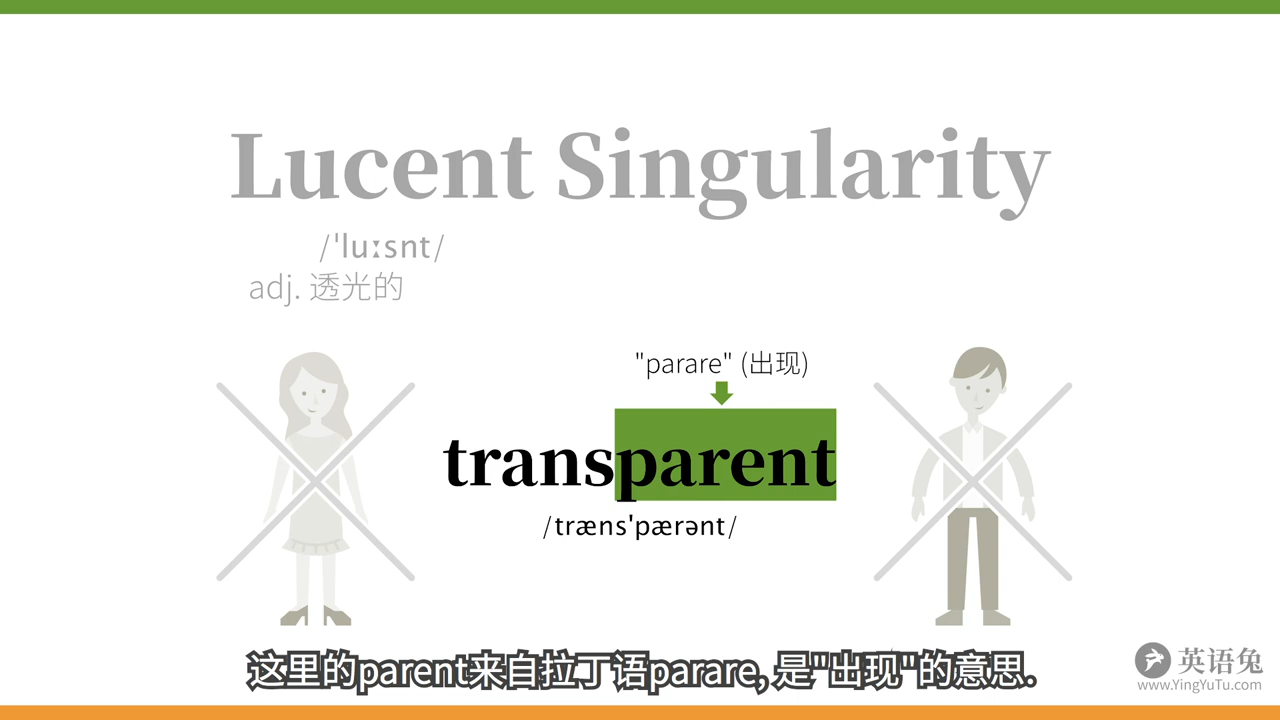 Lucent Singularity
/ˈluːsnt/
adj. 透光的
"parare" (出现)
transparent
/trænsˈpærənt/
这里的parent来自拉丁语parare, 是"出现"的意思.
英语兔
www.YingYuTu.com